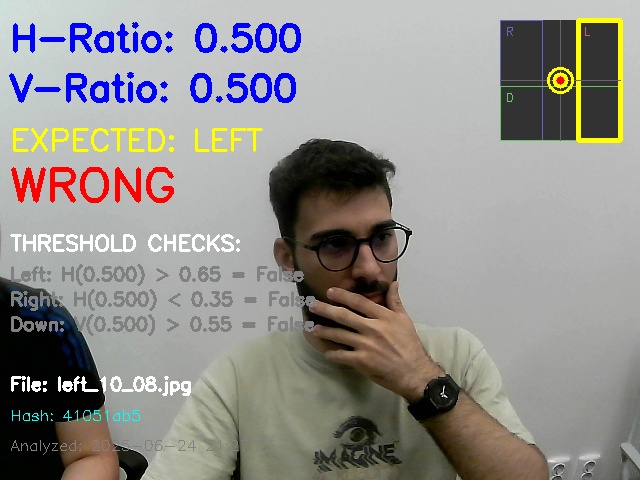 H-Ratio: 0.500
V-Ratio: 0.500
EXPECTED: LEFT
WRONG
THRESHOLD CHECKS:
Left: H(0.500) > 0.65 = False
Right: H(0.500) < 0.35 = False
Down: V(0.500) > 0.55 = False
File: left_10_08.jpg
Hash: 41051ab5
Analyzed: 2025-06-24
R
L
D
IMAGINE